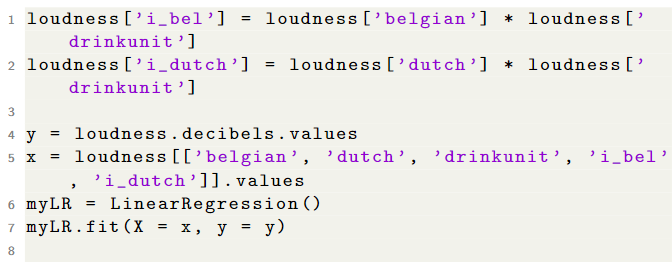 1 loudness['i_bel'] = loudness['belgian'] * loudness['
drinkunit']
2 loudness['i_dutch'] = loudness['dutch'] * loudness['
drinkunit']
3
4 y = loudness.decibels.values
5 x = loudness[['belgian', 'dutch', 'drinkunit', 'i_bel'
, 'i_dutch']].values
6 myLR = LinearRegression()
7 myLR.fit(X = x, y = y)
8